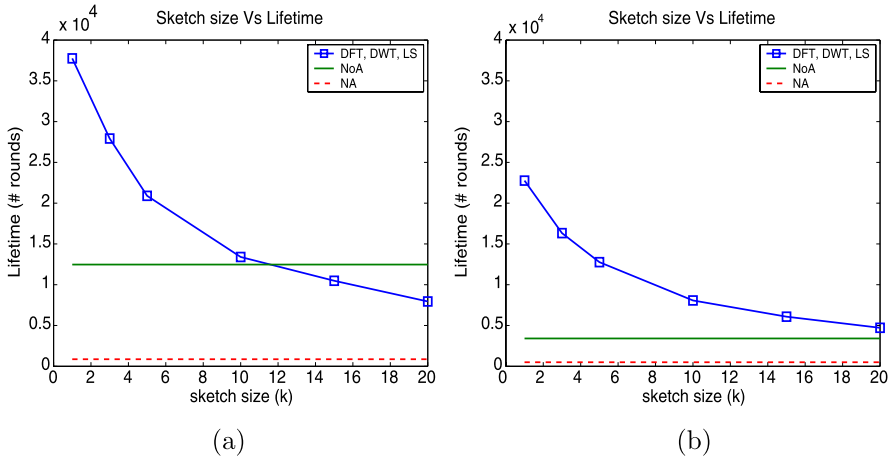 Sketch size Vs Lifetime
x 10^4
4
3.5
3
2.5
2
1.5
1
0.5
0
Lifetime (# rounds)
DFT, DWT, LS
NoA
NA
0 2 4 6 8 10 12 14 16 18 20
sketch size (k)
(a)
Sketch size Vs Lifetime
x 10^4
4
3.5
3
2.5
2
1.5
1
0.5
0
Lifetime (# rounds)
DFT, DWT, LS
NoA
NA
0 2 4 6 8 10 12 14 16 18 20
sketch size (k)
(b)